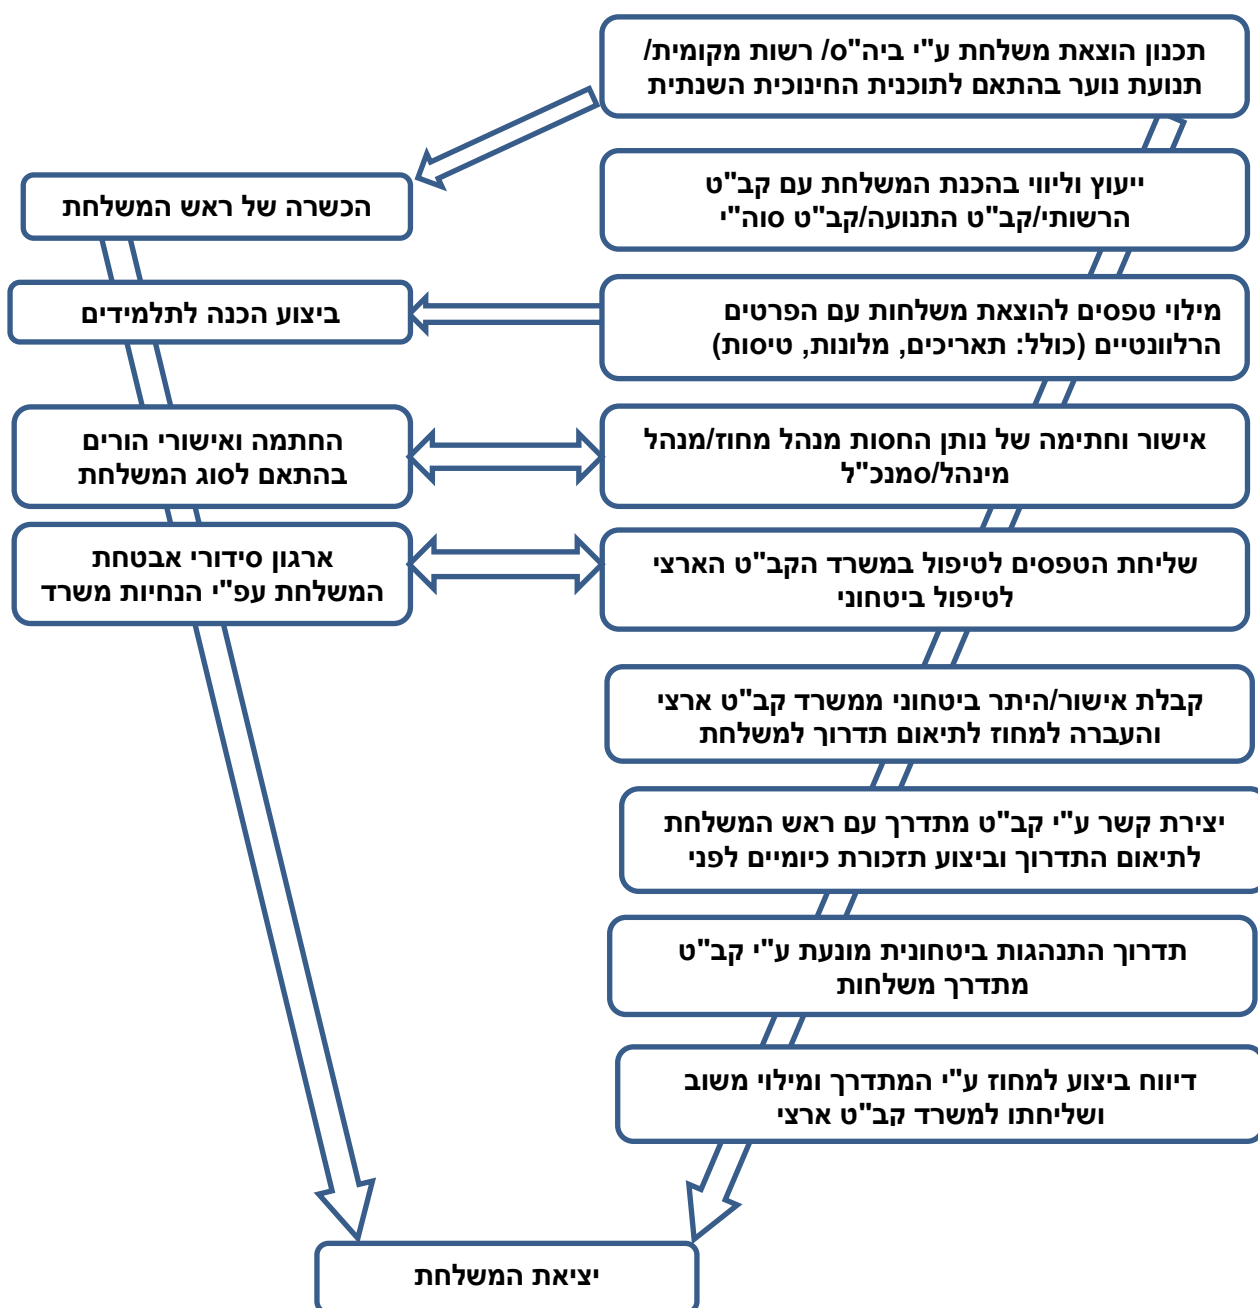 תכנון הוצאת משלחת ע"י ביה"ס/ רשות מקומית/
תנועת נוער בהתאם לתוכנית החינוכית השנתית
ייעוץ וליווי בהכנת המשלחת עם קב"ט
הרשותי/קב"ט התנועה/קב"ט סוה"י
הכשרה של ראש המשלחת
מילוי טפסים להוצאת משלחות עם הפרטים
הרלוונטיים (כולל: תאריכים, מלונות, טיסות)
ביצוע הכנה לתלמידים
אישור וחתימה של נותן החסות מנהל מחוז/מנהל
מינהל/סמנכ"ל
החתמה ואישורי הורים
בהתאם לסוג המשלחת
שליחת הטפסים לטיפול במשרד הקב"ט הארצי
לטיפול ביטחוני
ארגון סידורי אבטחת
המשלחת עפ"י הנחיות משרד
קבלת אישור/היתר ביטחוני ממשרד קב"ט ארצי
והעברה למחוז לתיאום תדרוך למשלחת
יצירת קשר ע"י קב"ט מתדרך עם ראש המשלחת
לתיאום התדרוך וביצוע תזכורת כיומיים לפני
תדרוך התנהגות ביטחונית מונעת ע"י קב"ט
מתדרך משלחות
דיווח ביצוע למחוז ע"י המתדרך ומילוי משוב
ושליחתו למשרד קב"ט ארצי
יציאת המשלחת